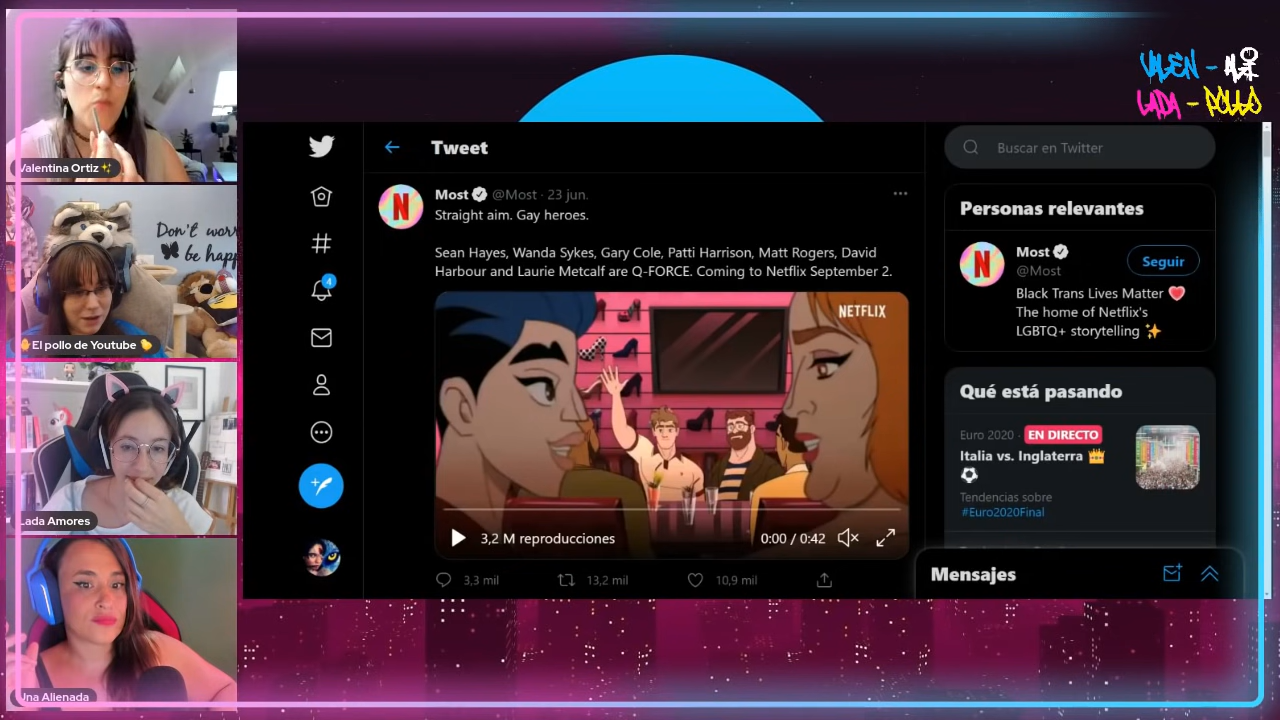 Valentina Ortiz✨
Don't worr
be happ
El pollo de Youtube
Lada Amores
Una Alienada
VALEN - ALI
LADA - POLLO
Tweet
Most @Most · 23 jun.
Straight aim. Gay heroes.
Sean Hayes, Wanda Sykes, Gary Cole, Patti Harrison, Matt Rogers, David
Harbour and Laurie Metcalf are Q-FORCE. Coming to Netflix September 2.
N
NETFLIX
3,2 M reproducciones
0:00 / 0:42
3,3 mil
13,2 mil
10,9 mil
4
Buscar en Twitter
Personas relevantes
N
Most
@Most
Seguir
Black Trans Lives Matter ❤️
The home of Netflix's
LGBTQ+ storytelling ✨
Qué está pasando
Euro 2020 · EN DIRECTO
Italia vs. Inglaterra 👑
⚽
Tendencias sobre
#Euro2020Final
Mensajes